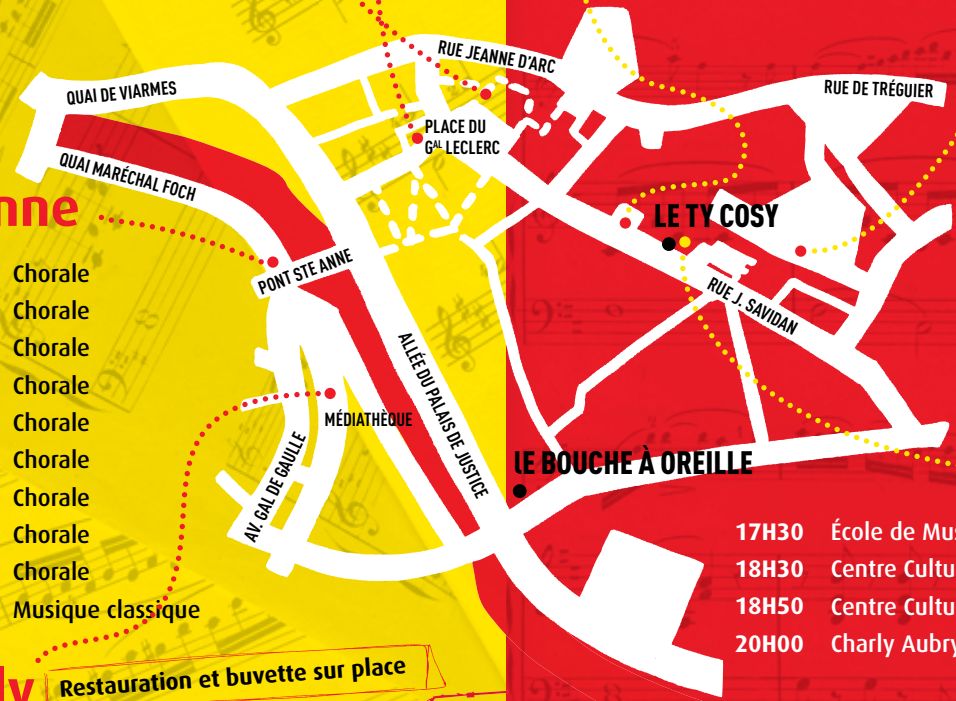 RUE JEANNE D'ARC
QUAI DE VIARMES
RUE DE TRÉGUIER
PLACE DU
GAL LECLERC
QUAI MARÉCHAL FOCH
nne
LE TY COSY
Chorale
PONT STE ANNE
Chorale
RUE J. SAVIDAN
Chorale
Chorale
ALLÉE DU PALAIS DE JUSTICE
Chorale
MÉDIATHÈQUE
Chorale
LE BOUCHE À OREILLE
Chorale
AV. GAL DE GAULLE
Chorale
17H30 École de Mus
Chorale
18H30 Centre Cultu
Musique classique
18H50 Centre Cultu
20H00 Charly Aubry
ly
Restauration et buvette sur place